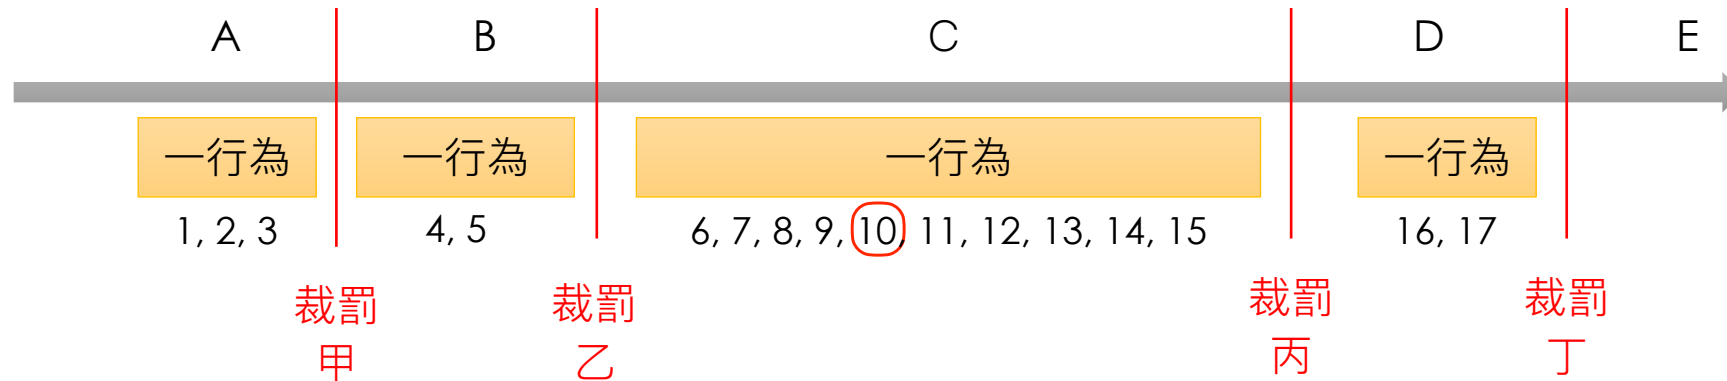 A B C D E
一行為 一行為 一行為 一行為
1, 2, 3 4, 5 6, 7, 8, 9, 10, 11, 12, 13, 14, 15 16, 17
裁罰 裁罰 裁罰 裁罰
甲 乙 丙 丁